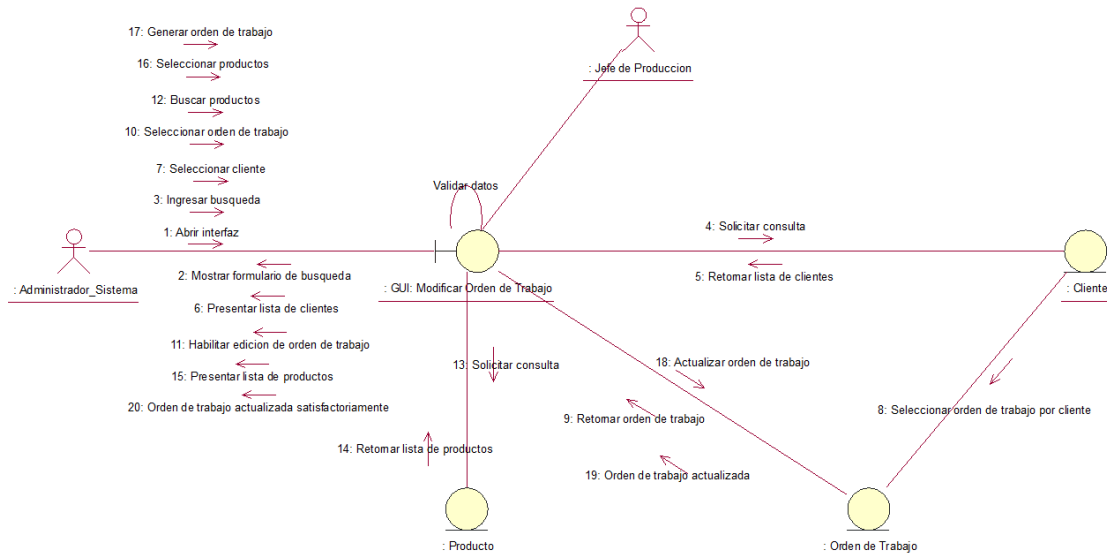 17: Generar orden de trabajo
16: Seleccionar productos
: Jefe de Produccion
12: Buscar productos
10: Seleccionar orden de trabajo
7: Seleccionar cliente
Validar datos
3: Ingresar busqueda
1: Abrir interfaz
4: Solicitar consulta
2: Mostrar formulario de busqueda
5: Retornar lista de clientes
: Administrador_Sistema
: GUI: Modificar Orden de Trabajo
: Cliente
6: Presentar lista de clientes
11: Habilitar edicion de orden de trabajo
13: Solicitar consulta
18: Actualizar orden de trabajo
15: Presentar lista de productos
20: Orden de trabajo actualizada satisfactoriamente
8: Seleccionar orden de trabajo por cliente
9: Retornar orden de trabajo
14: Retornar lista de productos
19: Orden de trabajo actualizada
: Producto
: Orden de Trabajo